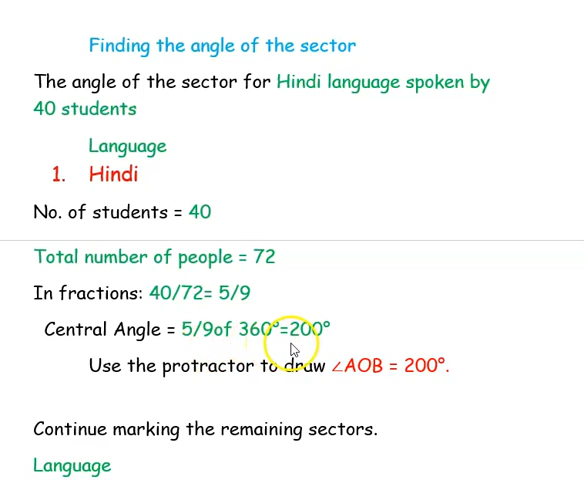 Finding the angle of the sector
The angle of the sector for Hindi language spoken by
40 students
Language
1. Hindi
No. of students = 40
Total number of people = 72
In fractions: 40/72= 5/9
Central Angle = 5/9of 360°=200°
Use the protractor to draw ∠AOB = 200°.
Continue marking the remaining sectors.
Language